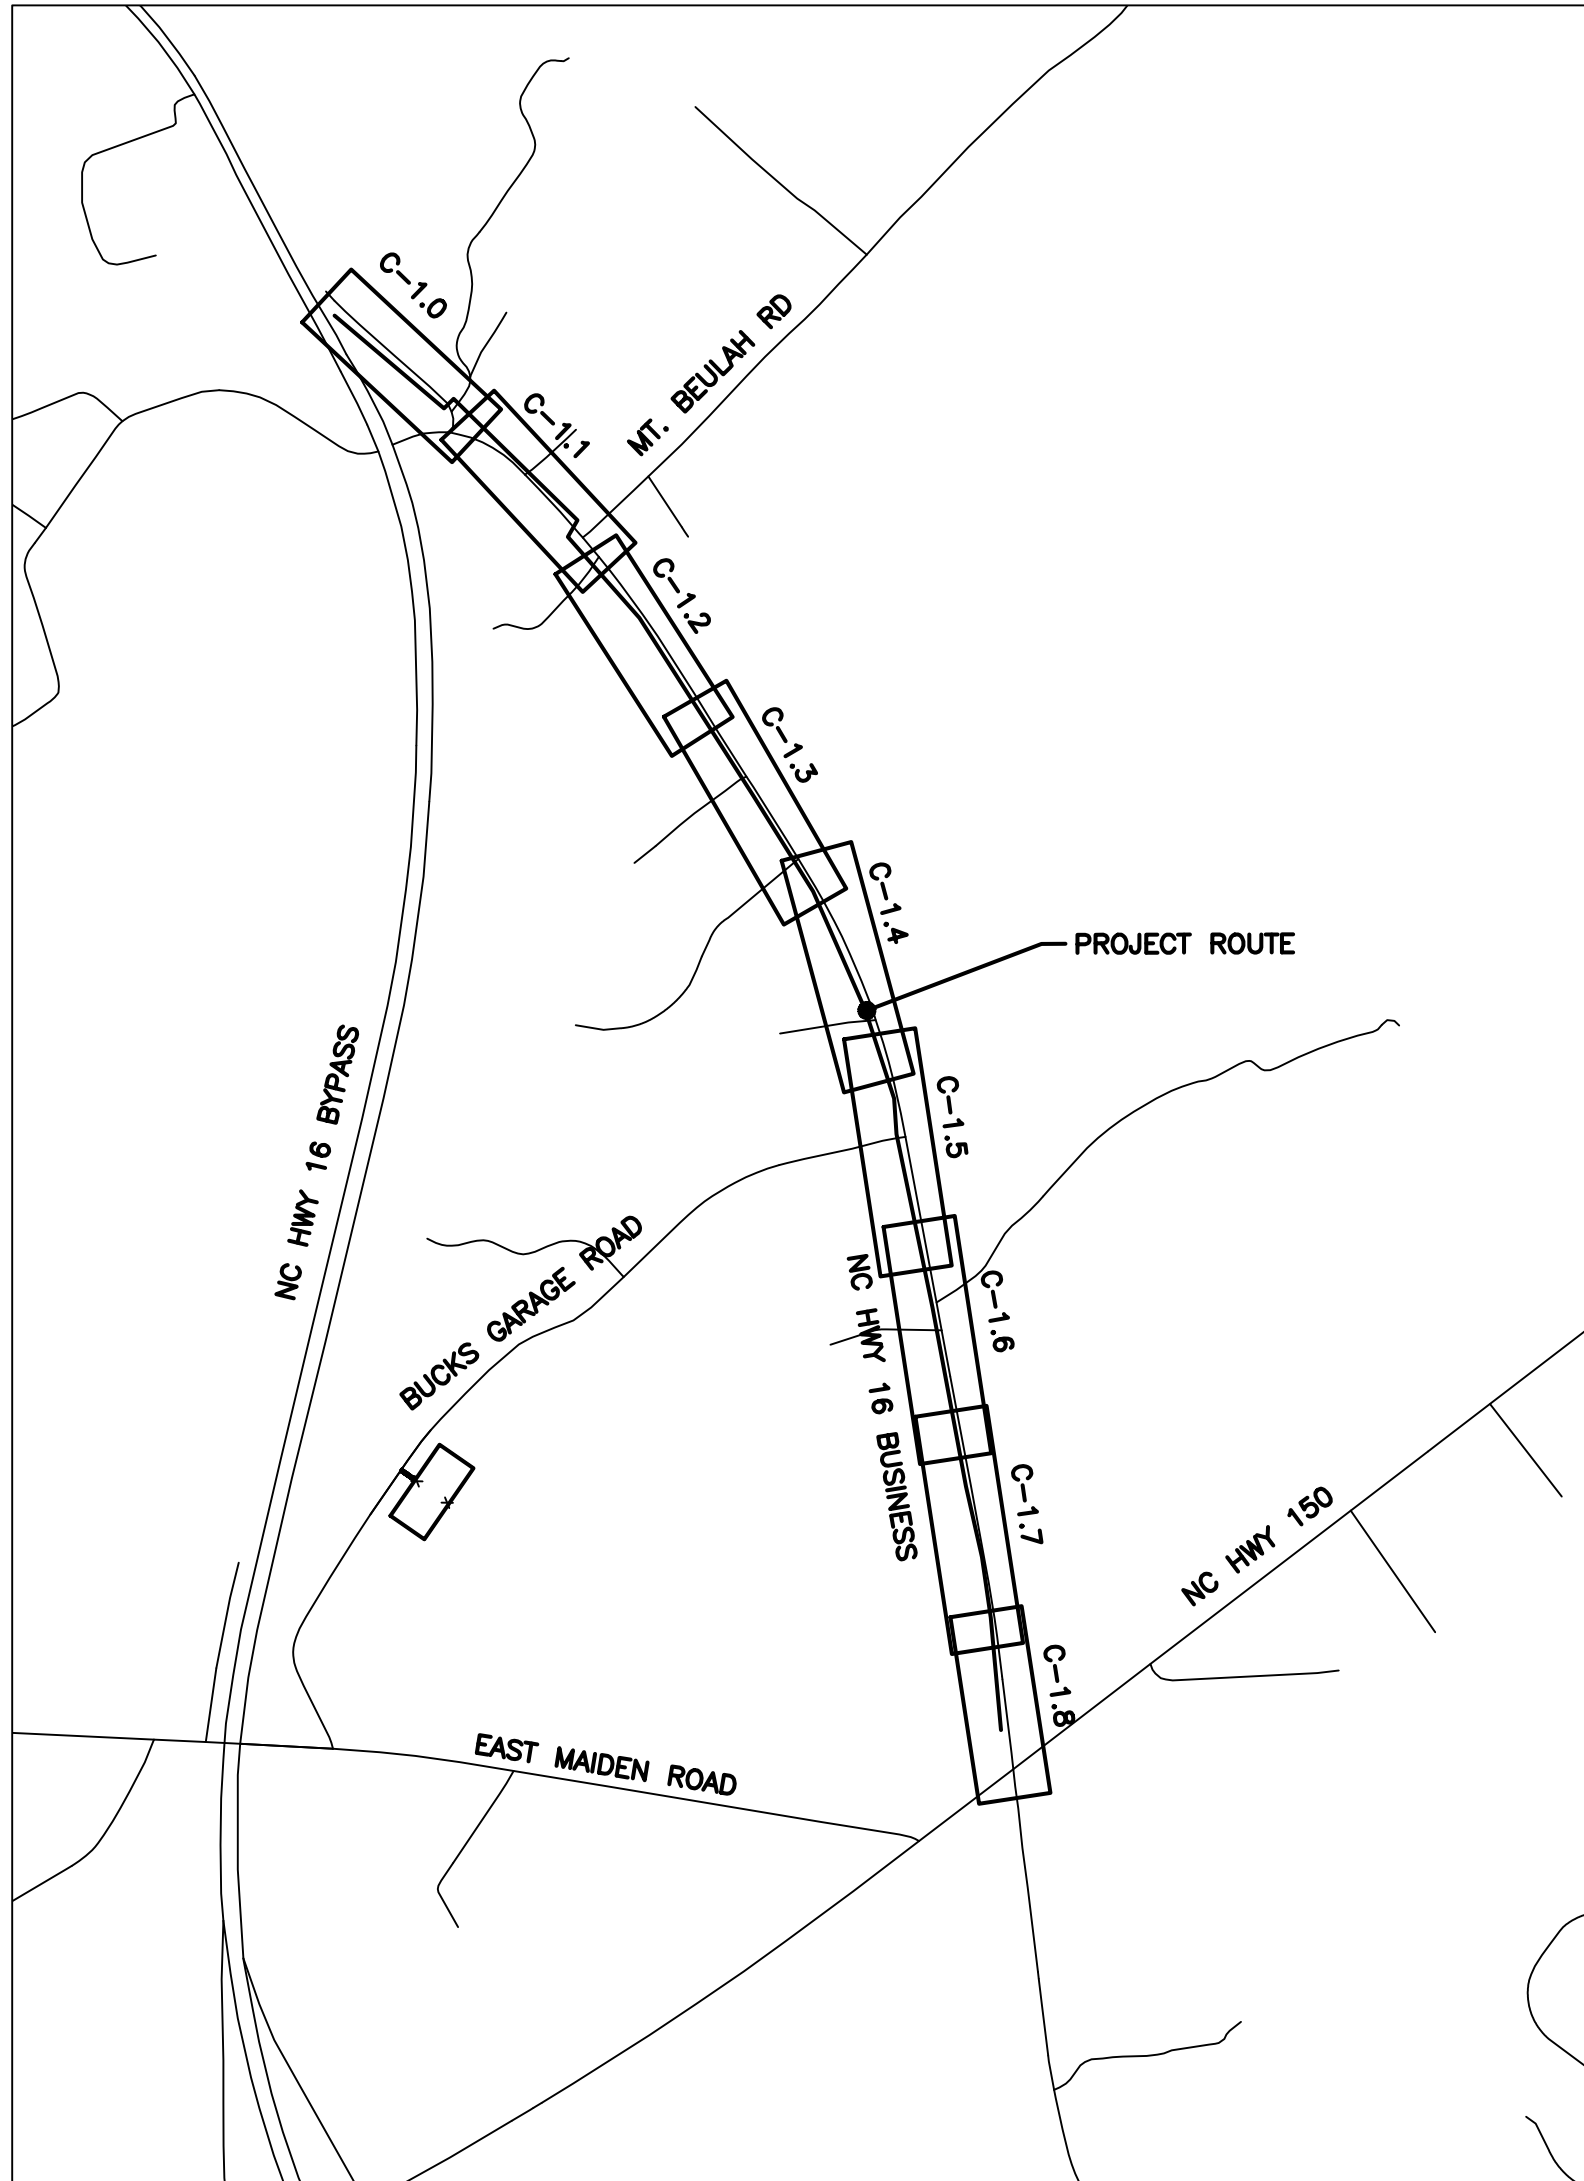 C-1.0
C-1.1
MT. BEULAH RD
C-1.2
C-1.3
C-1.4
PROJECT ROUTE
NC HWY 16 BYPASS
C-1.5
BUCKS GARAGE ROAD
NC HWY 16 BUSINESS
C-1.6
C-1.7
NC HWY 150
C-1.8
EAST MAIDEN ROAD